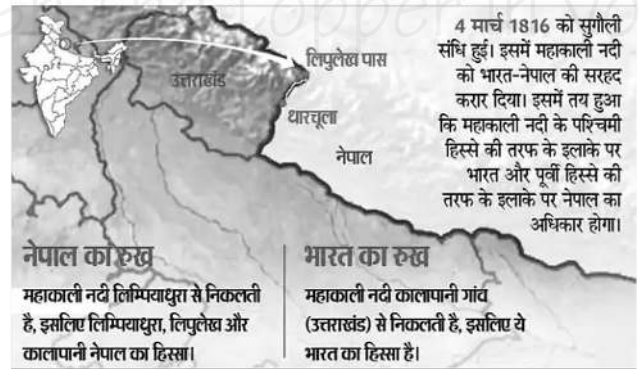 4 मार्च 1816 को सुगौली
संधि हुई। इसमें महाकाली नदी
को भारत-नेपाल की सरहद
करार दिया। इसमें तय हुआ
कि महाकाली नदी के पश्चिमी
हिस्से की तरफ के इलाके पर
भारत और पूर्वी हिस्से की
तरफ के इलाके पर नेपाल का
अधिकार होगा।
लिपुलेख पास
उत्तराखंड
धारचूला
नेपाल
नेपाल का रुख
महाकाली नदी लिम्पियाधुरा से निकलती
है, इसलिए लिम्पियाधुरा, लिपुलेख और
कालापानी नेपाल का हिस्सा।
भारत का रुख
महाकाली नदी कालापानी गांव
(उत्तराखंड) से निकलती है, इसलिए ये
भारत का हिस्सा है।